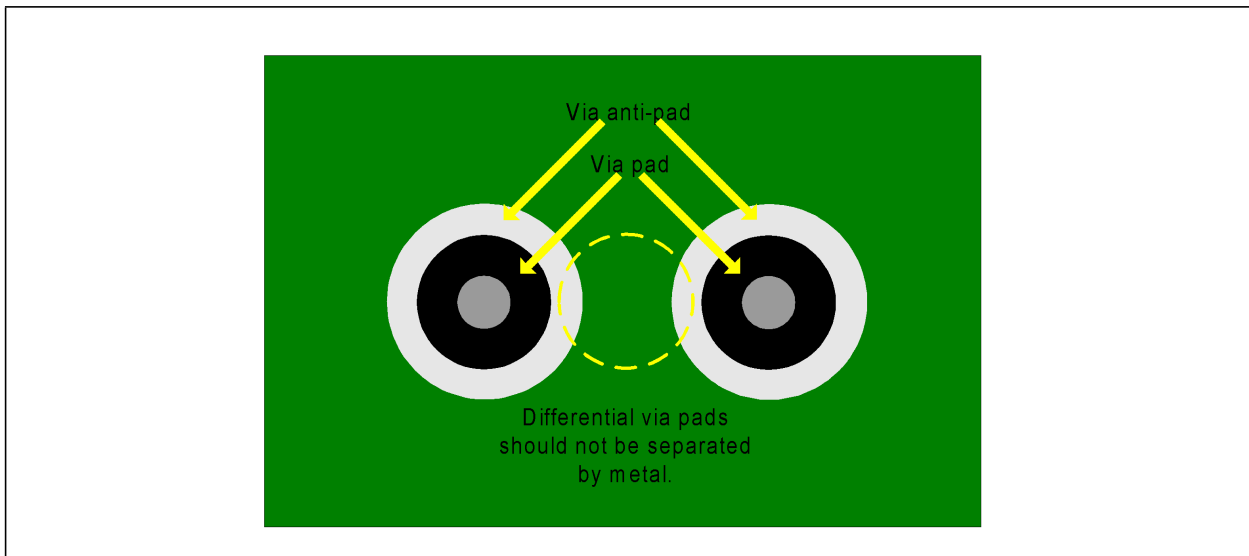 Via anti-pad
Via pad
Differential via pads
should not be separated
by metal.